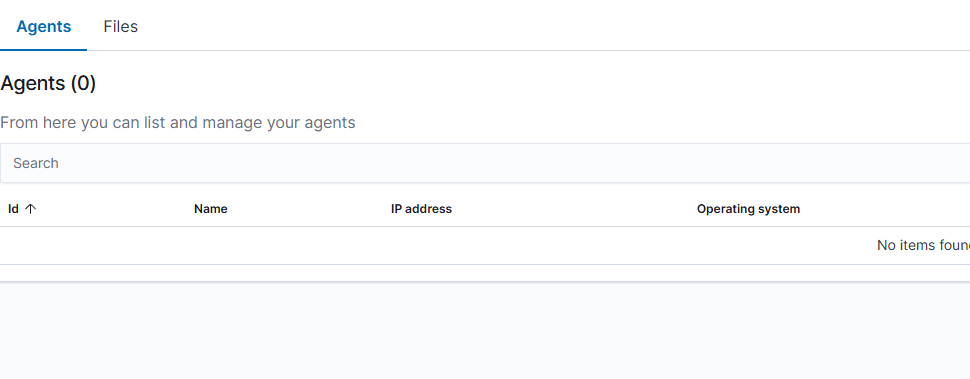 Agents Files
Agents (0)
From here you can list and manage your agents
Search
Id Name IP address Operating system
No items